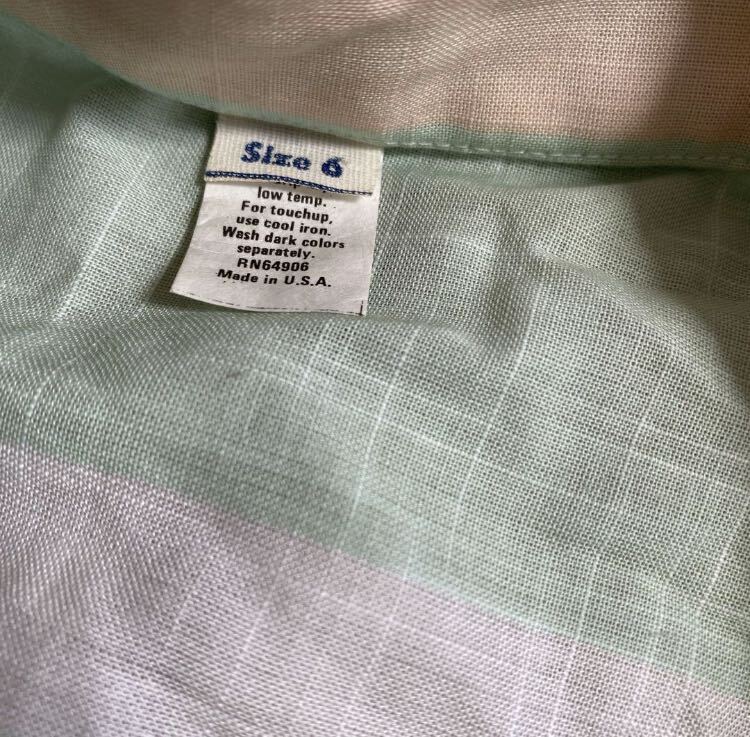 Size 6
low temp.
For touchup,
use cool iron.
Wash dark colors
separately.
RN64906
Made in U.S.A.